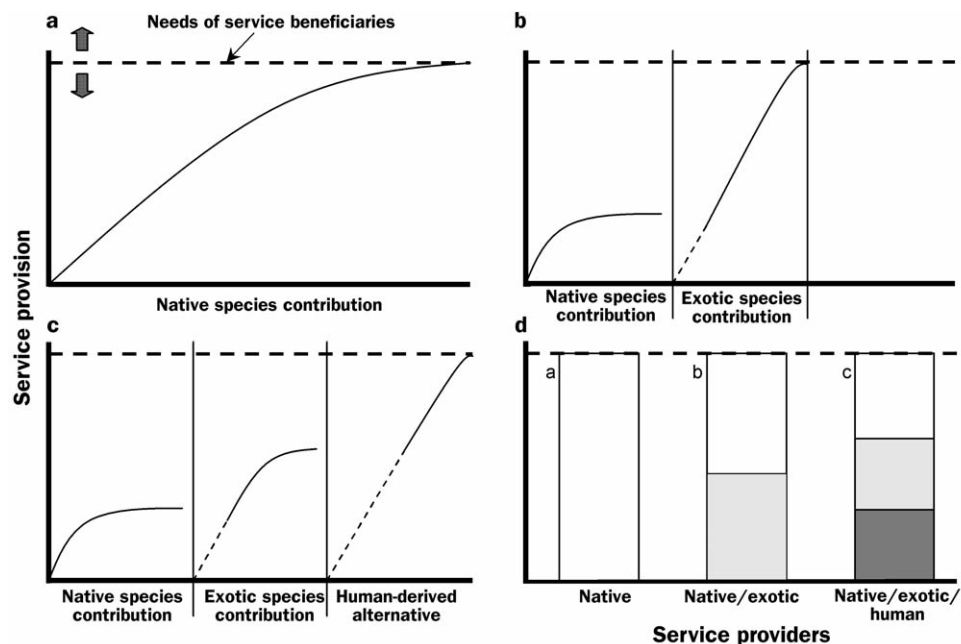 a
Needs of service beneficiaries
Native species contribution
b
Native species
contribution
Exotic species
contribution
Service provision
c
Native species
contribution
Exotic species
contribution
Human-derived
alternative
d
a
b
c
Native
Native/exotic
Native/exotic/
human
Service providers